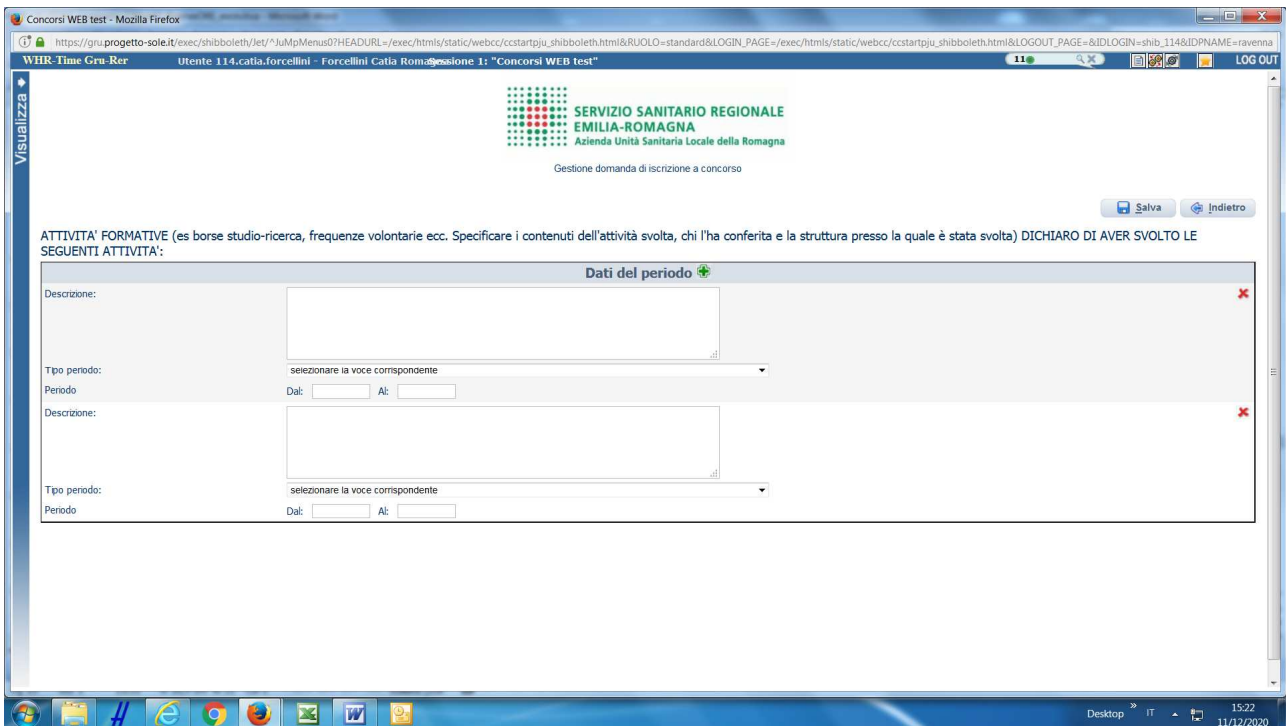 Concorsi WEB test - Mozilla Firefox
https://gru.progetto-sole.it/exec/shibboleth/Jet/^JuMpMenus0?HEADURL=/exec/htmls/static/webcc/ccstartpju_shibboleth.html&RUOLO=standard&LOGIN_PAGE=/exec/htmls/static/webcc/ccstartpju_shibboleth.html&LOGOUT_PAGE=&IDLOGIN=shib_114&IDPNAME=ravenna
WHR-Time Gru-Rer Utente 114.catia.forcellini - Forcellini Catia Sessione 1: "Concorsi WEB test" 11 LOG OUT
Visualizza
SERVIZIO SANITARIO REGIONALE
EMILIA-ROMAGNA
Azienda Unità Sanitaria Locale della Romagna
Gestione domanda di iscrizione a concorso
Salva Indietro
ATTIVITA' FORMATIVE (es borse studio-ricerca, frequenze volontarie ecc. Specificare i contenuti dell'attività svolta, chi l'ha conferita e la struttura presso la quale è stata svolta) DICHIARO DI AVER SVOLTO LE
SEGUENTI ATTIVITA':
Dati del periodo
Descrizione:
Tipo periodo: selezionare la voce corrispondente
Periodo Dal: Al:
Descrizione:
Tipo periodo: selezionare la voce corrispondente
Periodo Dal: Al:
Desktop » IT 15:22
11/12/2020